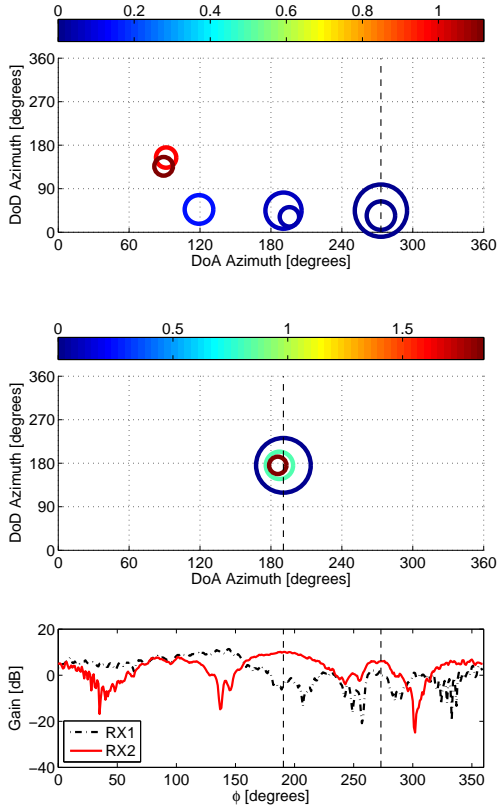 0 0.2 0.4 0.6 0.8 1
360
270
180
90
0
DoD Azimuth [degrees]
0 60 120 180 240 300 360
DoA Azimuth [degrees]
0 0.5 1 1.5
360
270
180
90
0
DoD Azimuth [degrees]
0 60 120 180 240 300 360
DoA Azimuth [degrees]
20
0
−20
−40
Gain [dB]
RX1
RX2
0 50 100 150 200 250 300 350
ϕ [degrees]